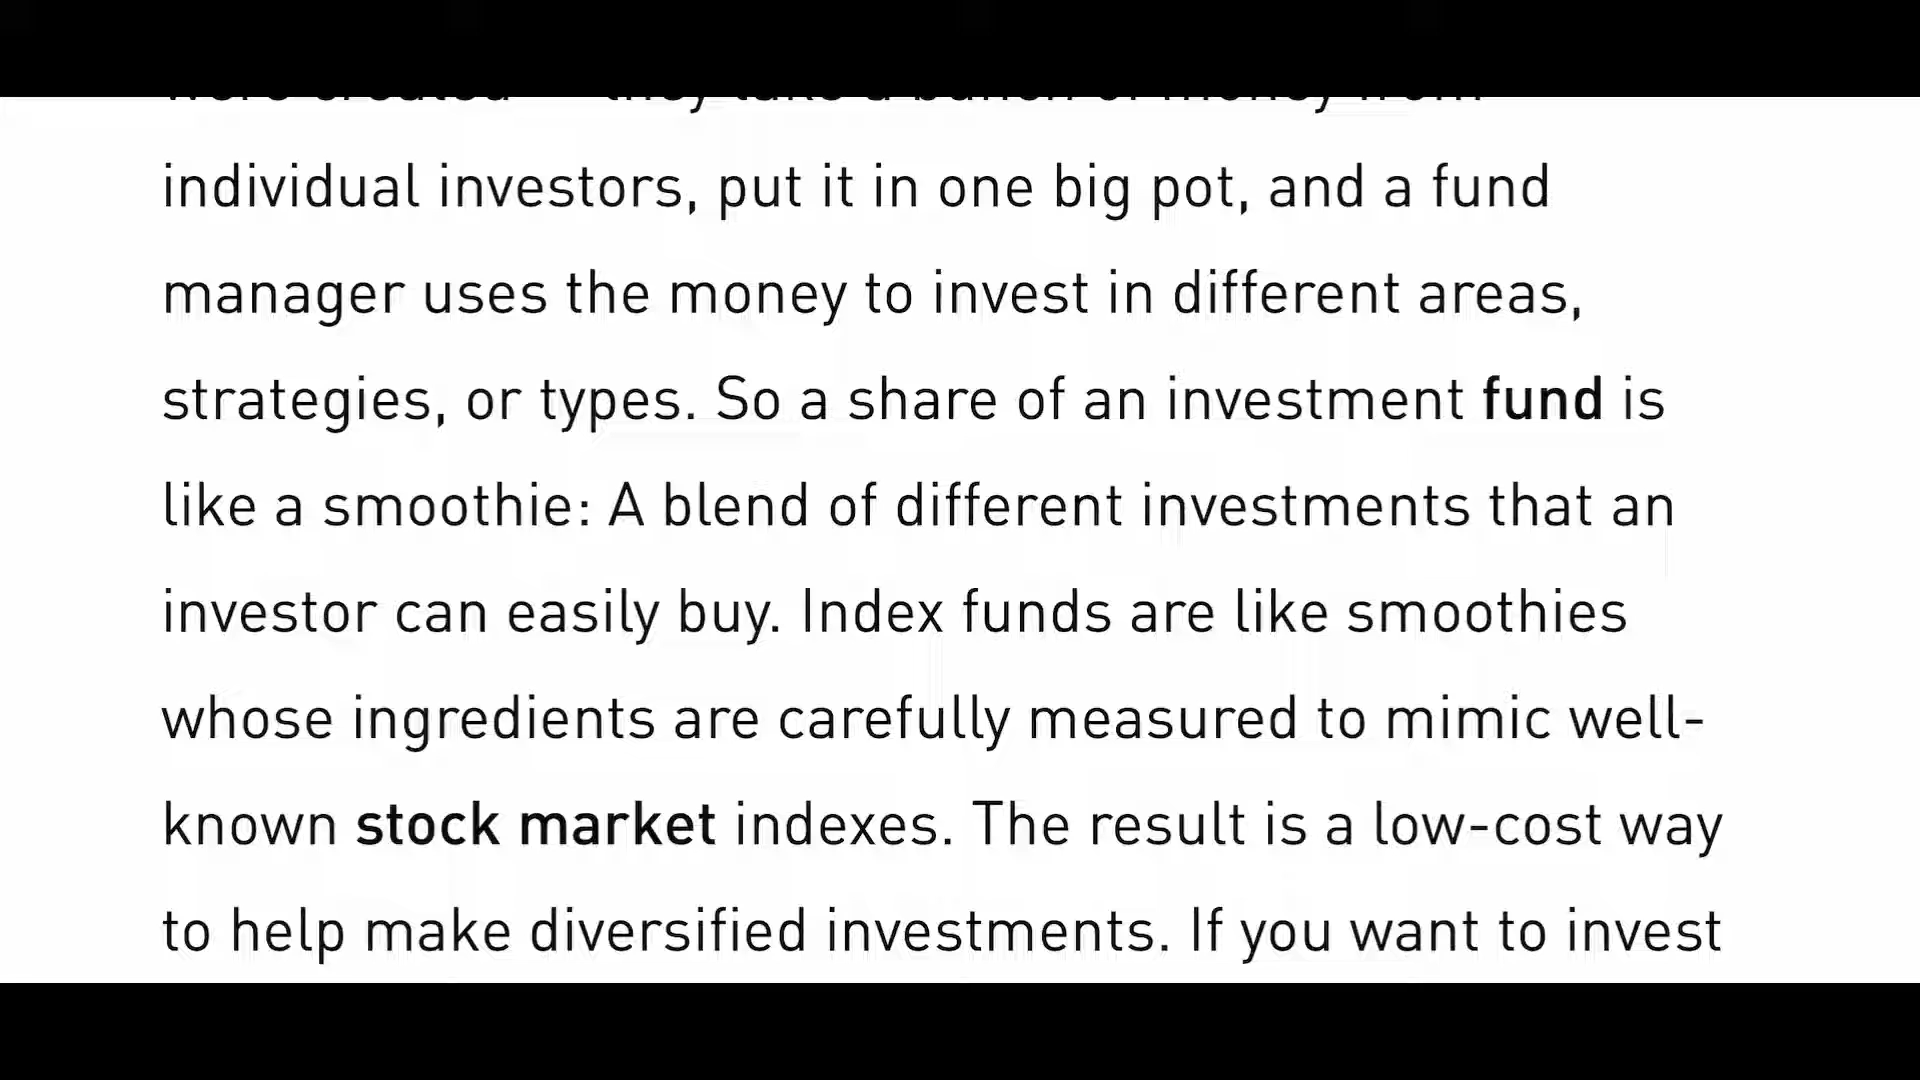 individual investors, put it in one big pot, and a fund
manager uses the money to invest in different areas,
strategies, or types. So a share of an investment fund is
like a smoothie: A blend of different investments that an
investor can easily buy. Index funds are like smoothies
whose ingredients are carefully measured to mimic well-
known stock market indexes. The result is a low-cost way
to help make diversified investments. If you want to invest